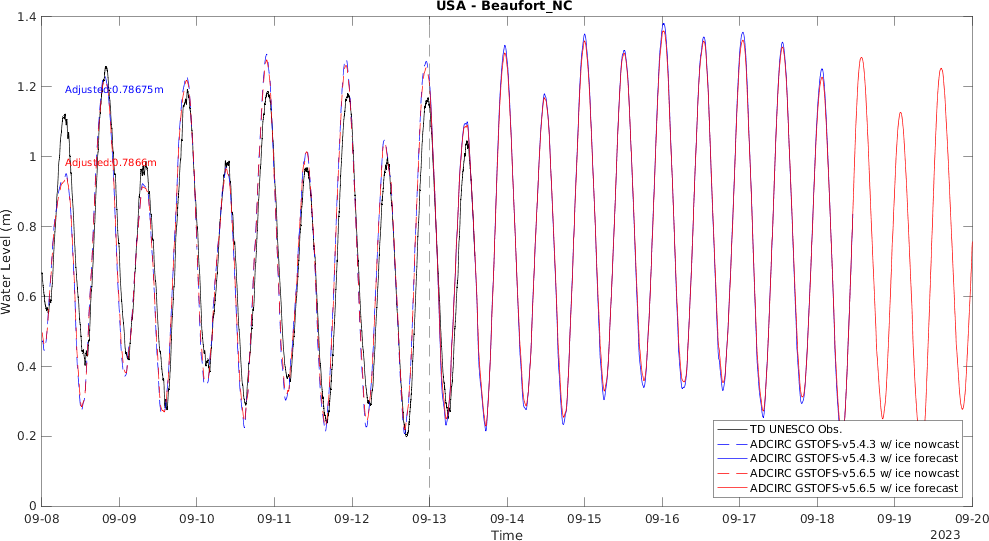 USA - Beaufort_NC
1.4
1.2
1
0.8
0.6
0.4
0.2
0
Water Level (m)
Adjusted:0.78675m
Adjusted:0.7866m
TD UNESCO Obs.
ADCIRC GSTOFS-v5.4.3 w/ ice nowcast
ADCIRC GSTOFS-v5.4.3 w/ ice forecast
ADCIRC GSTOFS-v5.6.5 w/ ice nowcast
ADCIRC GSTOFS-v5.6.5 w/ ice forecast
09-08 09-09 09-10 09-11 09-12 09-13 09-14 09-15 09-16 09-17 09-18 09-19 09-20
Time
2023